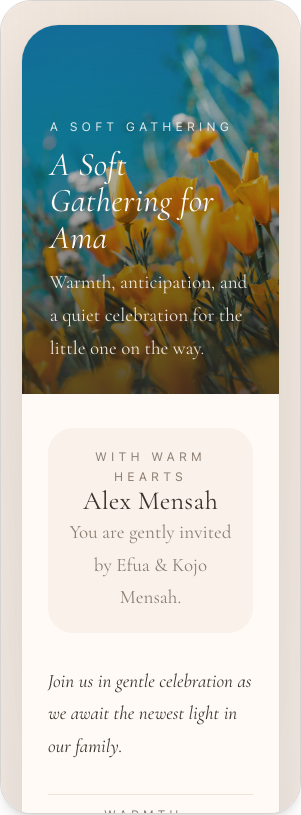 A SOFT GATHERING
A Soft
Gathering for
Ama
Warmth, anticipation, and
a quiet celebration for the
little one on the way.
WITH WARM
HEARTS
Alex Mensah
You are gently invited
by Efua & Kojo
Mensah.
Join us in gentle celebration as
we await the newest light in
our family.
WARMTH